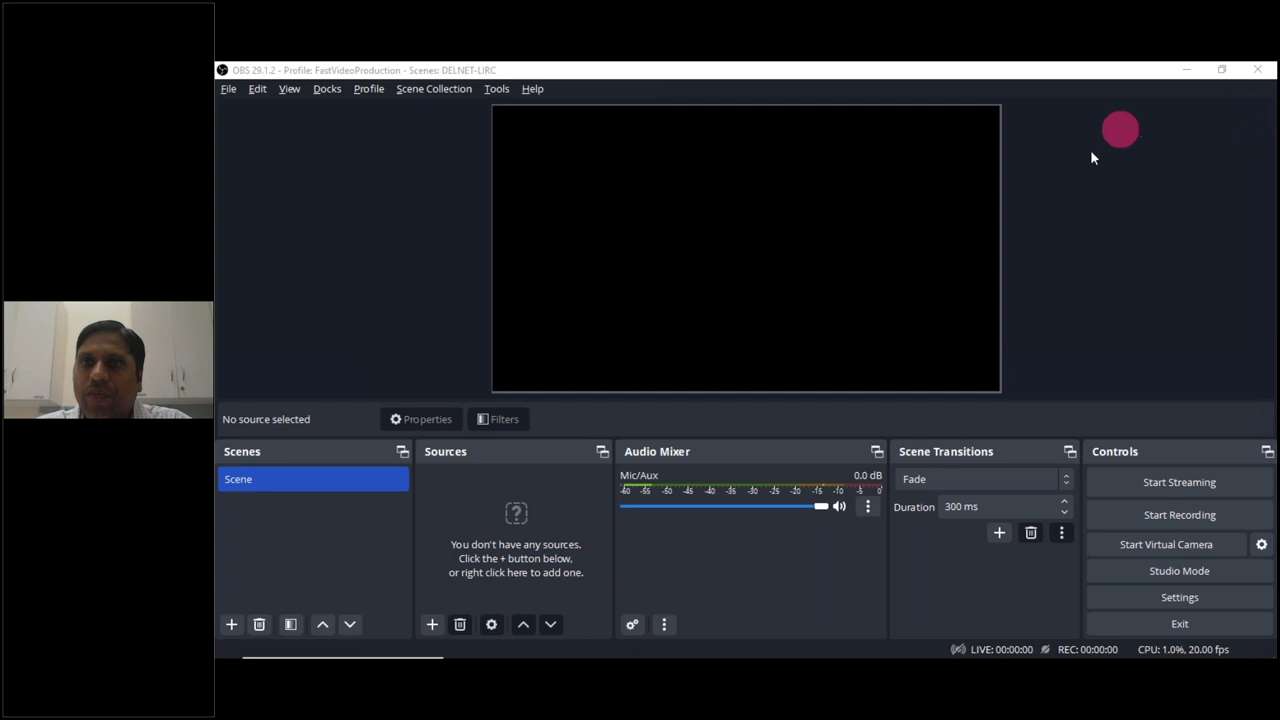 OBS 29.1.2 - Profile: FastVideoProduction - Scenes: DELNET-LIRC
File Edit View Docks Profile Scene Collection Tools Help
No source selected Properties Filters
Scenes Sources Audio Mixer Scene Transitions Controls
Scene
You don't have any sources.
Click the + button below,
or right click here to add one.
Mic/Aux 0.0 dB
-60 -55 -50 -45 -40 -35 -30 -25 -20 -15 -10 -5 0
Fade
Duration 300 ms
Start Streaming
Start Recording
Start Virtual Camera
Studio Mode
Settings
Exit
LIVE: 00:00:00 REC: 00:00:00 CPU: 1.0%, 20.00 fps